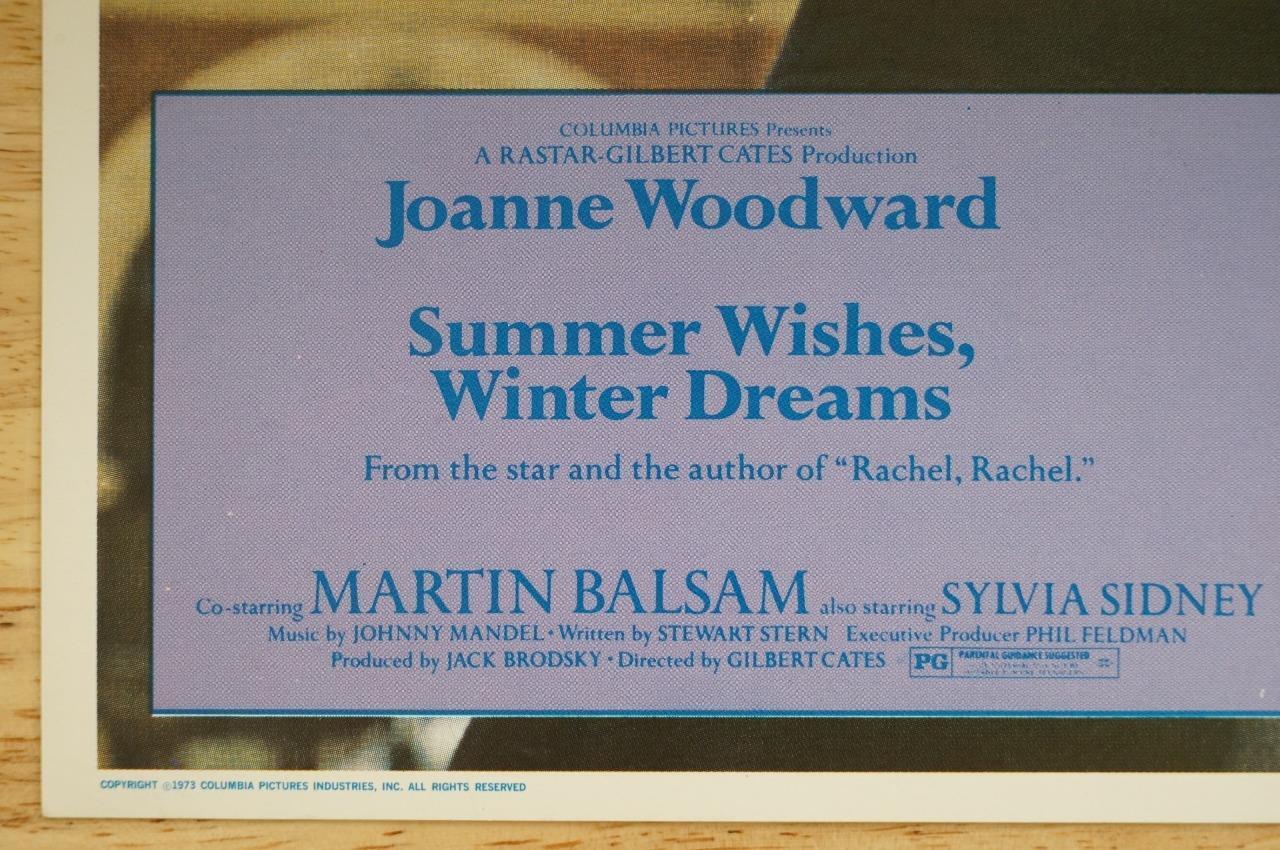 COLUMBIA PICTURES Presents
A RASTAR-GILBERT CATES Production
Joanne Woodward
Summer Wishes,
Winter Dreams
From the star and the author of “Rachel, Rachel.”
Co-starring MARTIN BALSAM also starring SYLVIA SIDNEY
Music by JOHNNY MANDEL · Written by STEWART STERN Executive Producer PHIL FELDMAN
Produced by JACK BRODSKY · Directed by GILBERT CATES PG PARENTAL GUIDANCE SUGGESTED
COPYRIGHT ©1973 COLUMBIA PICTURES INDUSTRIES, INC. ALL RIGHTS RESERVED